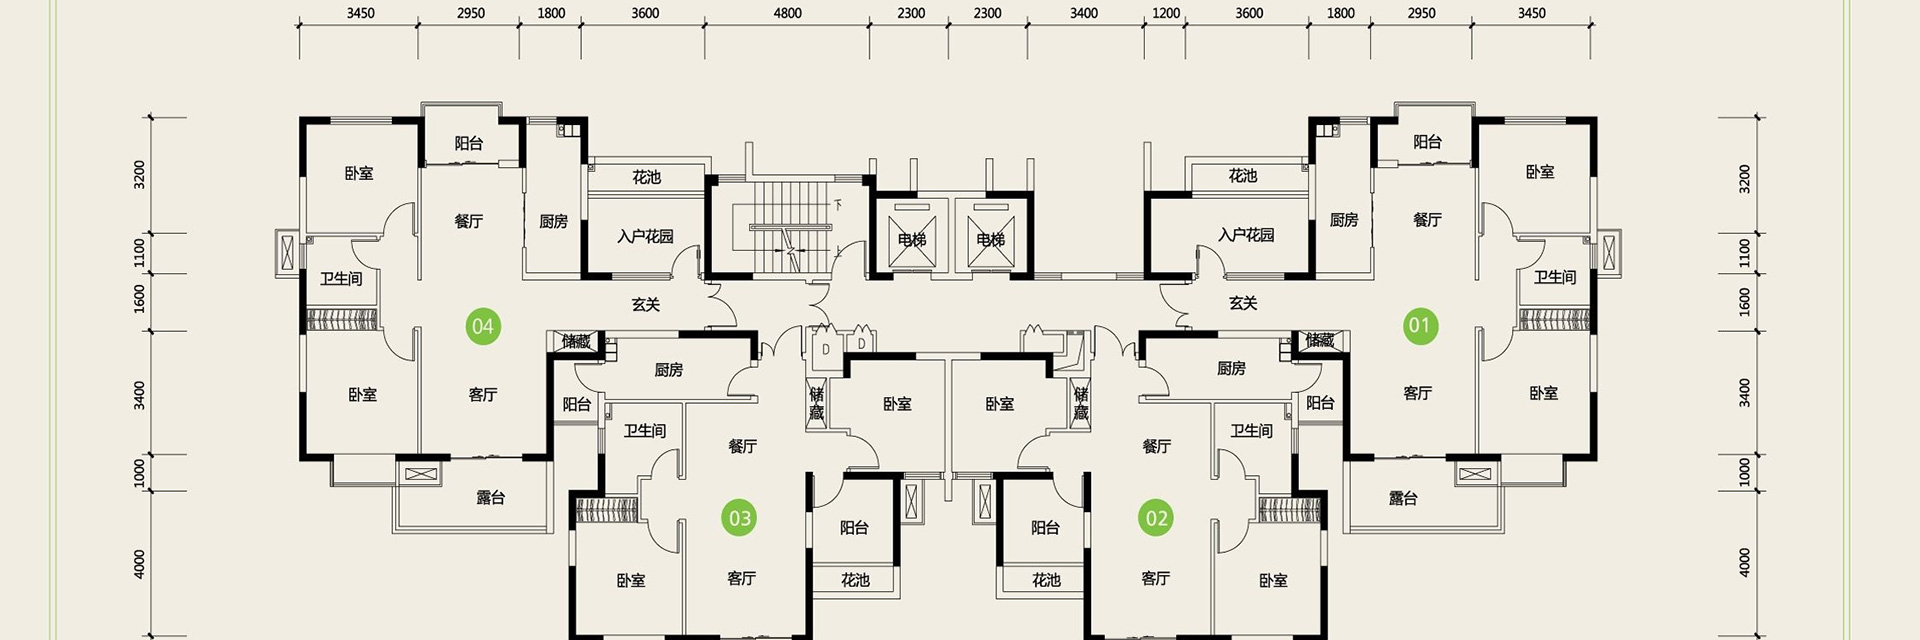 3450 2950 1800 3600 4800 2300 2300 3400 1200 3600 1800 2950 3450
3200 3200
1100 1100
1600 1600
3400 3400
1000 1000
4000 4000
阳台 阳台
卧室 花池 花池 卧室
餐厅 厨房 入户花园 电梯 电梯 入户花园 厨房 餐厅
下
上
卫生间 卫生间
玄关 玄关
04 01
储藏 D D 储藏
厨房 厨房
卧室 客厅 阳台 储藏 卧室 卧室 储藏 阳台 客厅 卧室
卫生间 餐厅 餐厅 卫生间
露台 露台
03 02
阳台 阳台
卧室 客厅 花池 花池 客厅 卧室